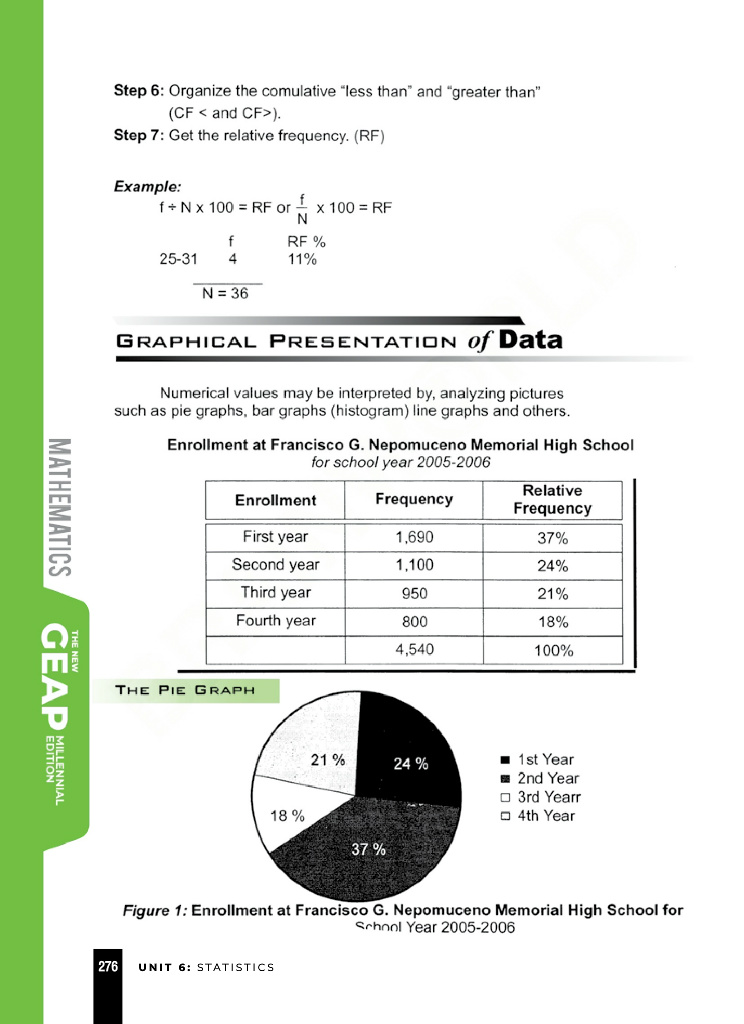 Step 6: Organize the comulative “less than” and “greater than”
(CF < and CF>).
Step 7: Get the relative frequency. (RF)
Example:
f ÷ N x 100 = RF or f/N x 100 = RF
f RF %
25-31 4 11%
N = 36
GRAPHICAL PRESENTATION of Data
Numerical values may be interpreted by, analyzing pictures
such as pie graphs, bar graphs (histogram) line graphs and others.
Enrollment at Francisco G. Nepomuceno Memorial High School
for school year 2005-2006
Enrollment Frequency Relative Frequency
First year 1,690 37%
Second year 1,100 24%
Third year 950 21%
Fourth year 800 18%
4,540 100%
THE PIE GRAPH
21 %
24 %
18 %
37 %
1st Year
2nd Year
3rd Yearr
4th Year
Figure 1: Enrollment at Francisco G. Nepomuceno Memorial High School for
School Year 2005-2006
276 UNIT 6: STATISTICS
MATHEMATICS
THE NEW
GEAP
MILLENNIAL
EDITION